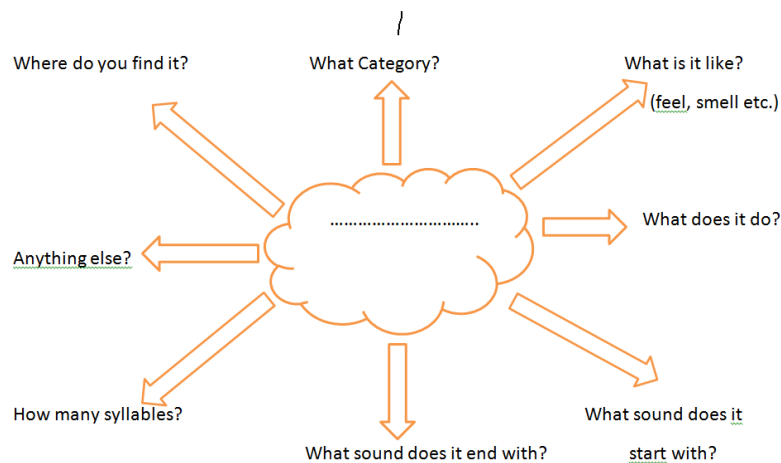 Where do you find it?
What Category?
What is it like?
(feel, smell etc.)
…………………………..
What does it do?
Anything else?
How many syllables?
What sound does it
start with?
What sound does it end with?